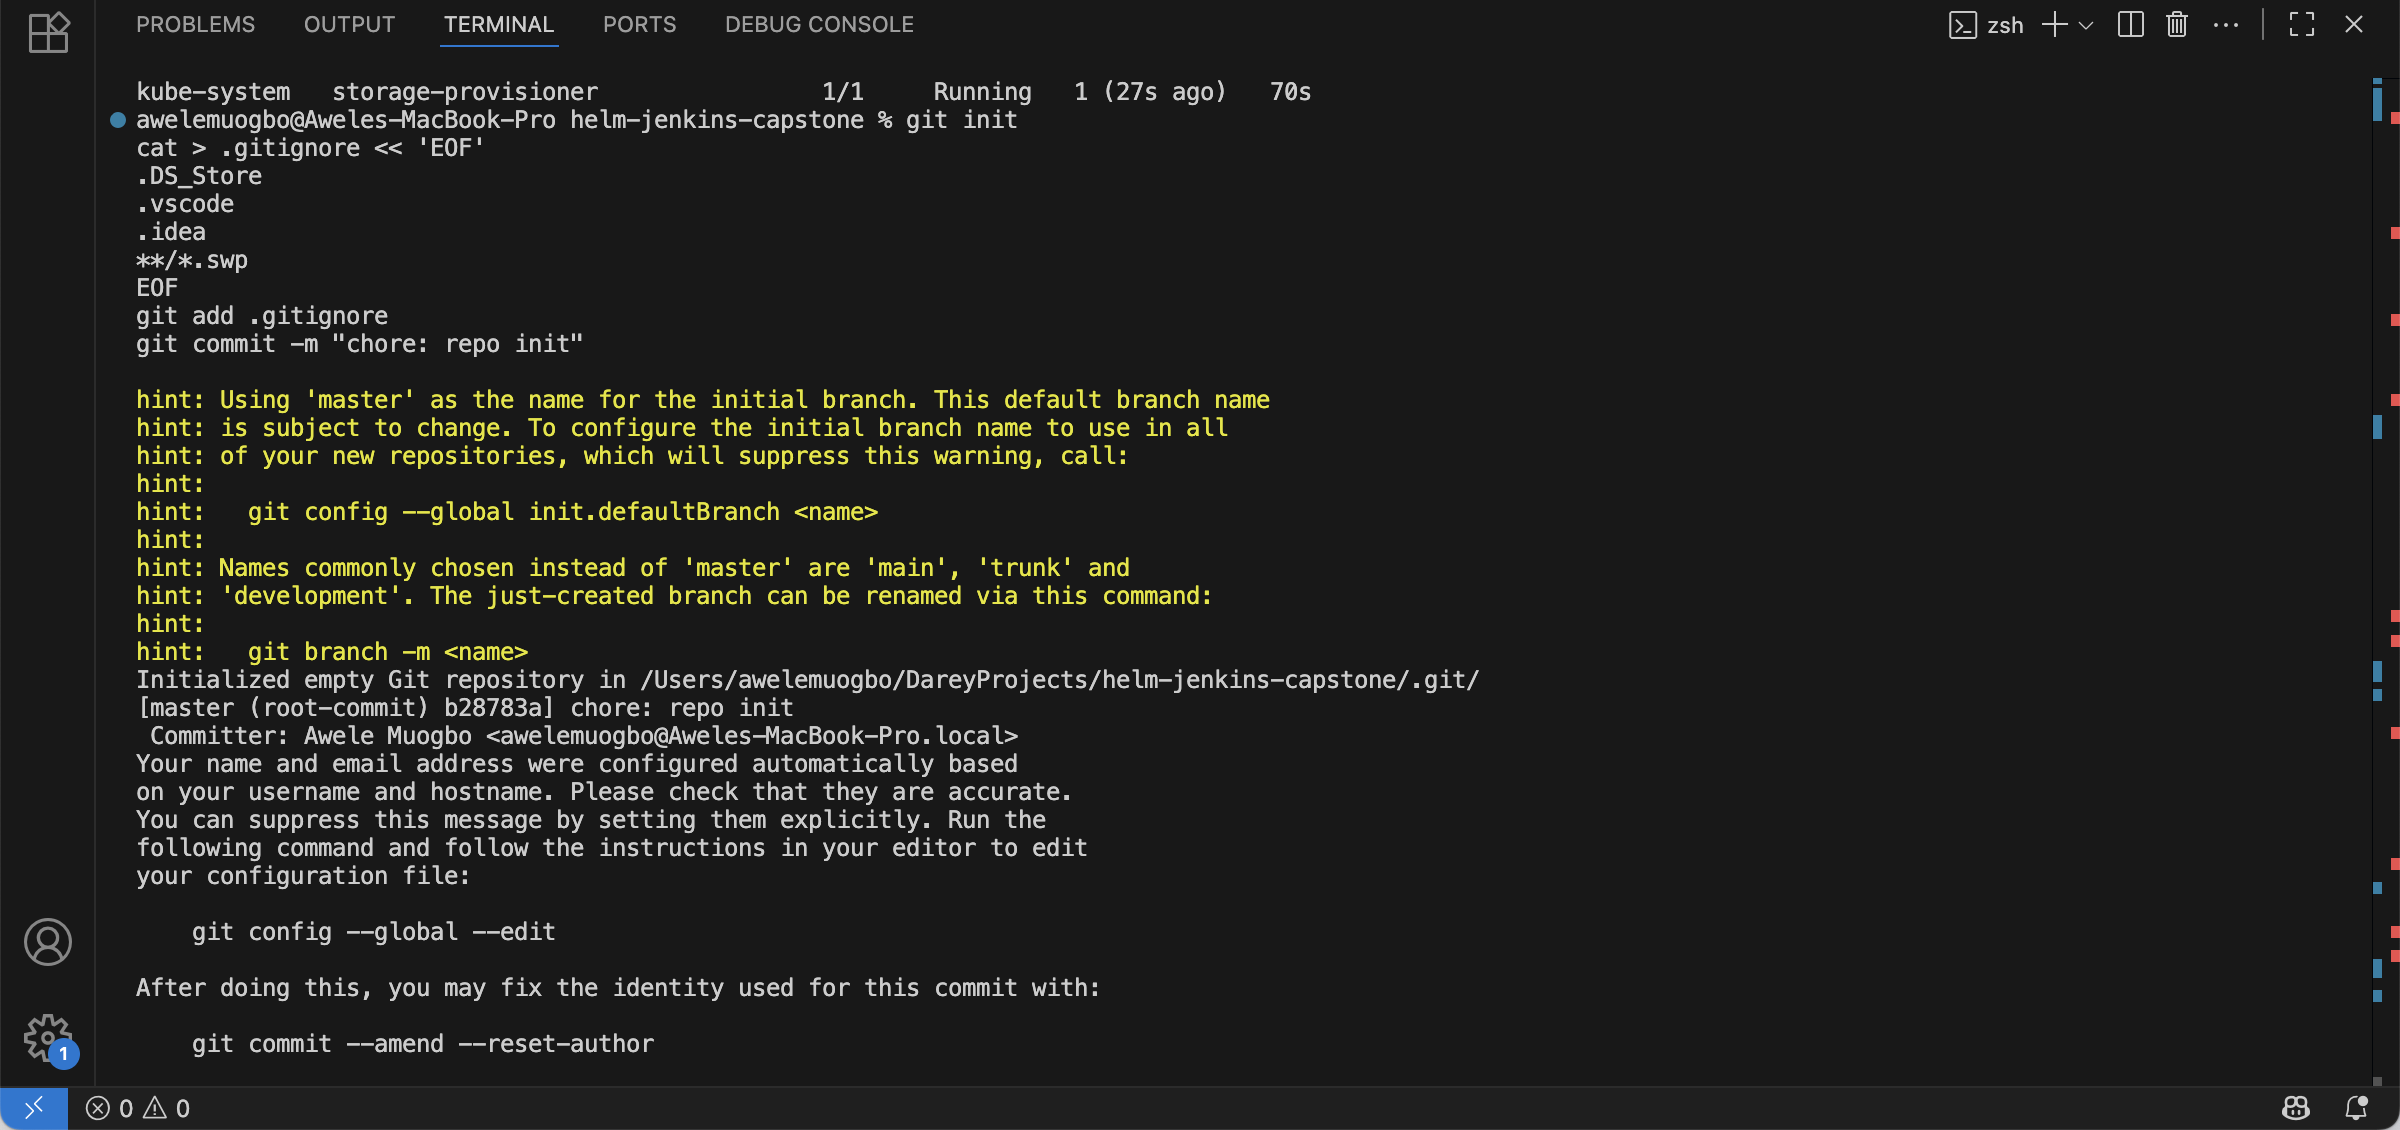 PROBLEMS OUTPUT TERMINAL PORTS DEBUG CONSOLE zsh
kube-system storage-provisioner 1/1 Running 1 (27s ago) 70s
awelemuogbo@Aweles-MacBook-Pro helm-jenkins-capstone % git init
cat > .gitignore << 'EOF'
.DS_Store
.vscode
.idea
**/*.swp
EOF
git add .gitignore
git commit -m "chore: repo init"
hint: Using 'master' as the name for the initial branch. This default branch name
hint: is subject to change. To configure the initial branch name to use in all
hint: of your new repositories, which will suppress this warning, call:
hint:
hint: git config --global init.defaultBranch <name>
hint:
hint: Names commonly chosen instead of 'master' are 'main', 'trunk' and
hint: 'development'. The just-created branch can be renamed via this command:
hint:
hint: git branch -m <name>
Initialized empty Git repository in /Users/awelemuogbo/DareyProjects/helm-jenkins-capstone/.git/
[master (root-commit) b28783a] chore: repo init
Committer: Awele Muogbo <awelemuogbo@Aweles-MacBook-Pro.local>
Your name and email address were configured automatically based
on your username and hostname. Please check that they are accurate.
You can suppress this message by setting them explicitly. Run the
following command and follow the instructions in your editor to edit
your configuration file:
git config --global --edit
After doing this, you may fix the identity used for this commit with:
git commit --amend --reset-author
1
0 0